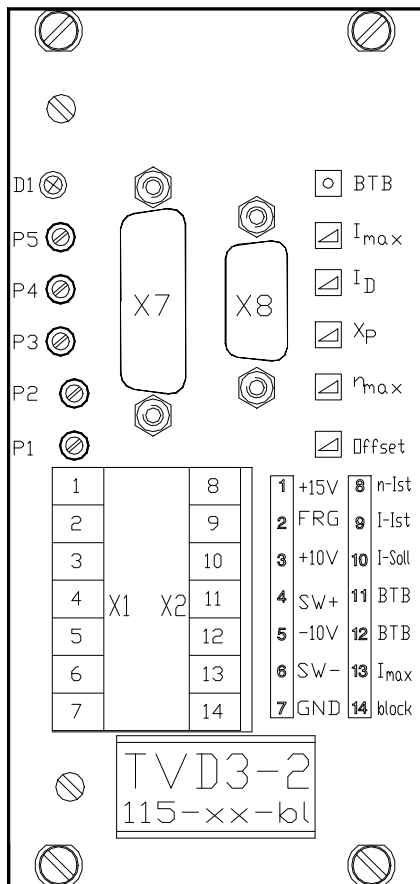 D1 BTB
P5 Imax
P4 ID
X7 X8
P3 XP
P2 nmax
P1 Offset
1 8 1 +15V 8 n-Ist
2 9 2 FRG 9 I-Ist
3 10 3 +10V 10 I-Soll
4 X1 X2 11 4 SW+ 11 BTB
5 12 5 -10V 12 BTB
6 13 6 SW- 13 Imax
7 14 7 GND 14 block
TVD3-2
115-xx-bl